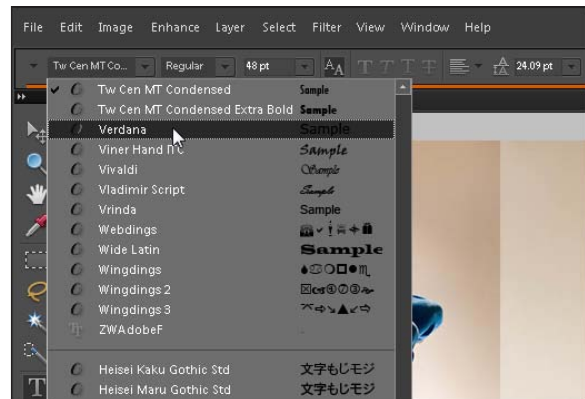 File Edit Image Enhance Layer Select Filter View Window Help
Tw Cen MT Co... Regular 48 pt 24.09 pt
Tw Cen MT Condensed Sample
Tw Cen MT Condensed Extra Bold Sample
Verdana Sample
Viner Hand
Sample
Vivaldi Sample
Vladimir Script Sample
Vrinda Sample
Webdings
Wide Latin Sample
Wingdings
Wingdings 2
Wingdings 3
ZWAdobeF
Heisei Kaku Gothic Std 文字もじモジ
Heisei Maru Gothic Std 文字もじモジ